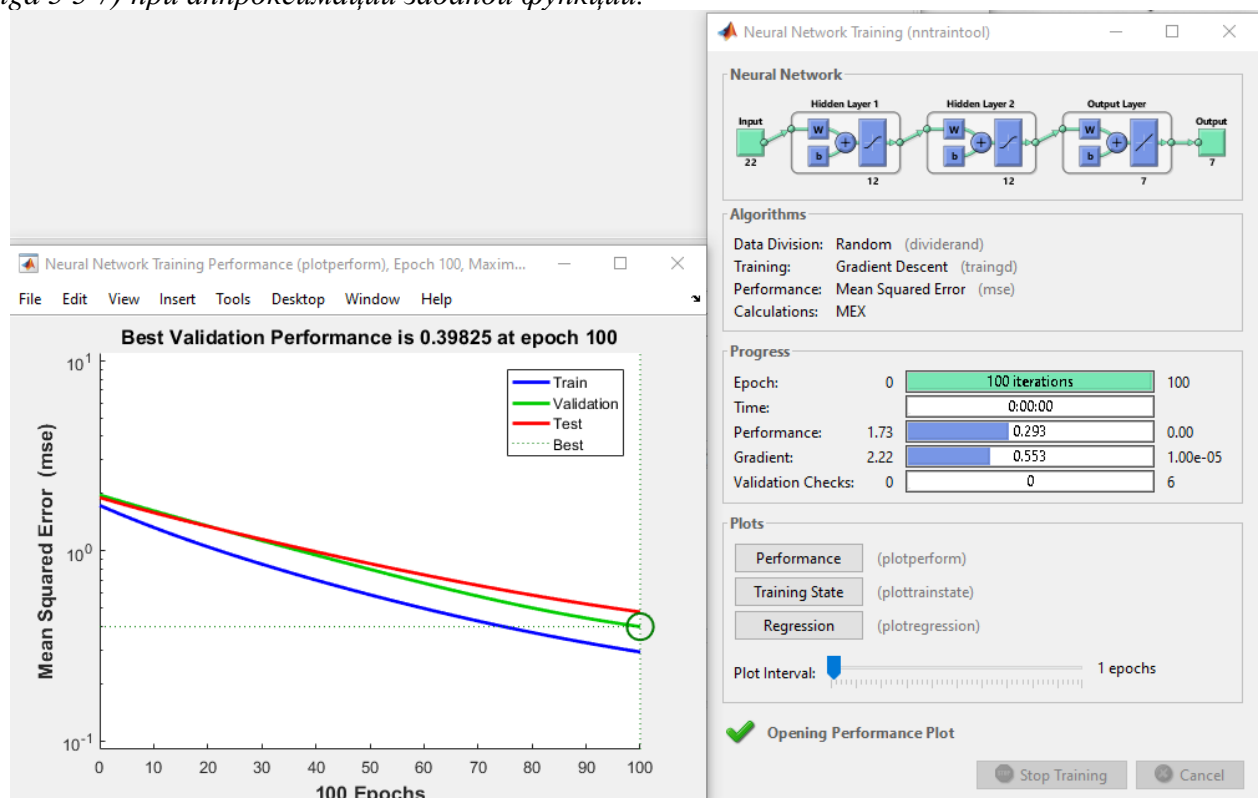 5-5-7) при аппроксимации заданной функции.
Neural Network Training (nntraintool)
Neural Network
Hidden Layer 1
Hidden Layer 2
Output Layer
Input
Output
W
W
W
b
b
b
22
12
12
7
7
Algorithms
Data Division: Random (dividerand)
Training: Gradient Descent (traingd)
Performance: Mean Squared Error (mse)
Calculations: MEX
Progress
Epoch: 0 100 iterations 100
Time: 0:00:00
Performance: 1.73 0.293 0.00
Gradient: 2.22 0.553 1.00e-05
Validation Checks: 0 0 6
Plots
Performance (plotperform)
Training State (plottrainstate)
Regression (plotregression)
Plot Interval: 1 epochs
Opening Performance Plot
Stop Training Cancel
Neural Network Training Performance (plotperform), Epoch 100, Maxim...
File Edit View Insert Tools Desktop Window Help
Best Validation Performance is 0.39825 at epoch 100
Mean Squared Error (mse)
10^1
10^0
10^-1
Train
Validation
Test
Best
0 10 20 30 40 50 60 70 80 90 100
100 Epochs